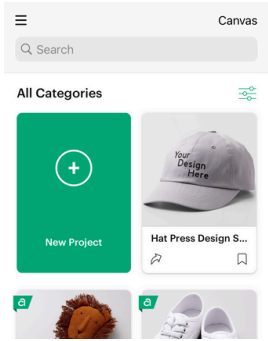 Canvas
Search
All Categories
Your
Design
Here
New Project
Hat Press Design S...
a
a